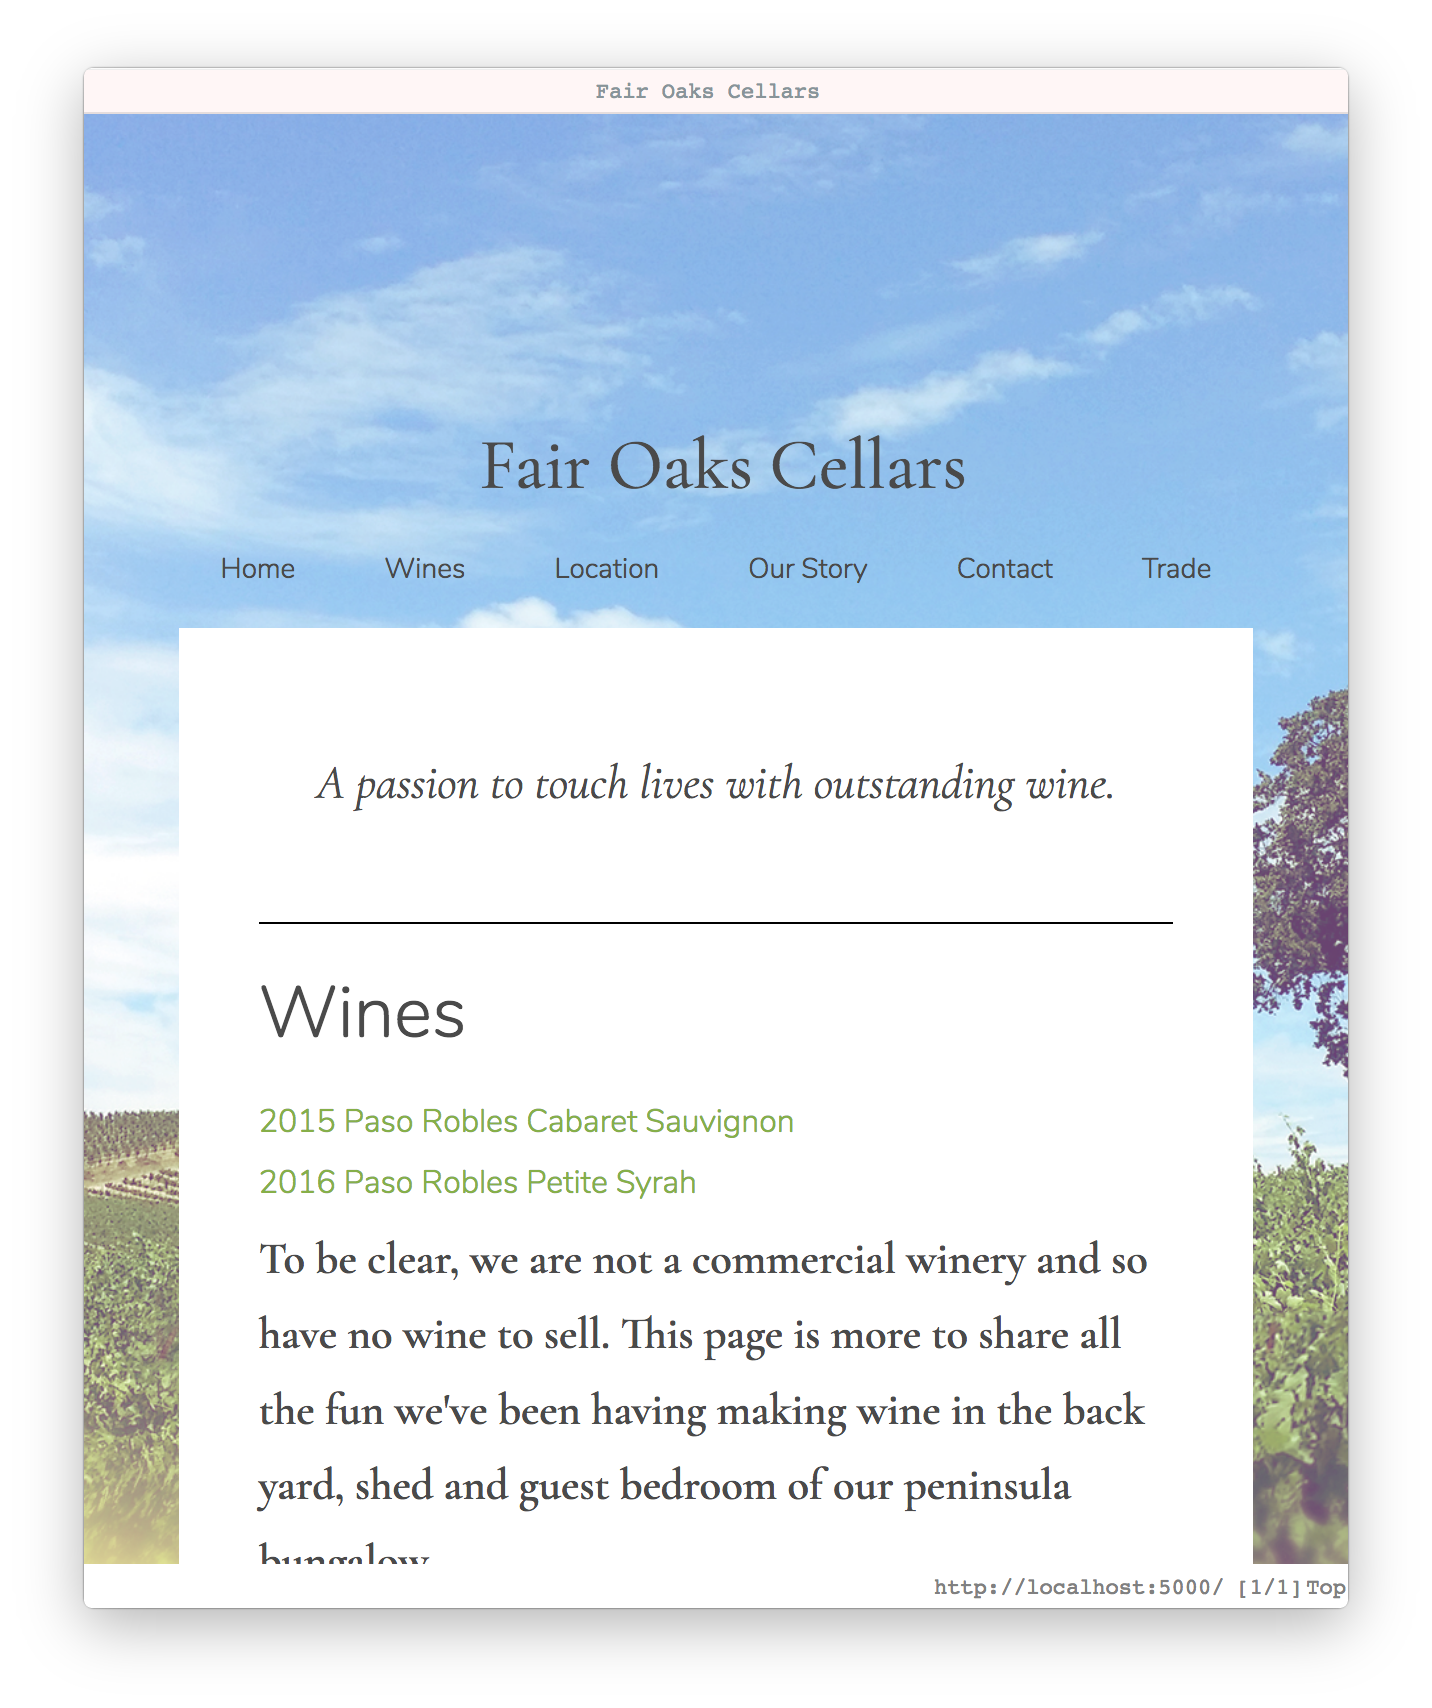 Fair Oaks Cellars
Fair Oaks Cellars
Home Wines Location Our Story Contact Trade
A passion to touch lives with outstanding wine.
Wines
2015 Paso Robles Cabaret Sauvignon
2016 Paso Robles Petite Syrah
To be clear, we are not a commercial winery and so
have no wine to sell. This page is more to share all
the fun we've been having making wine in the back
yard, shed and guest bedroom of our peninsula
bungalow
http://localhost:5000/ [1/1]Top